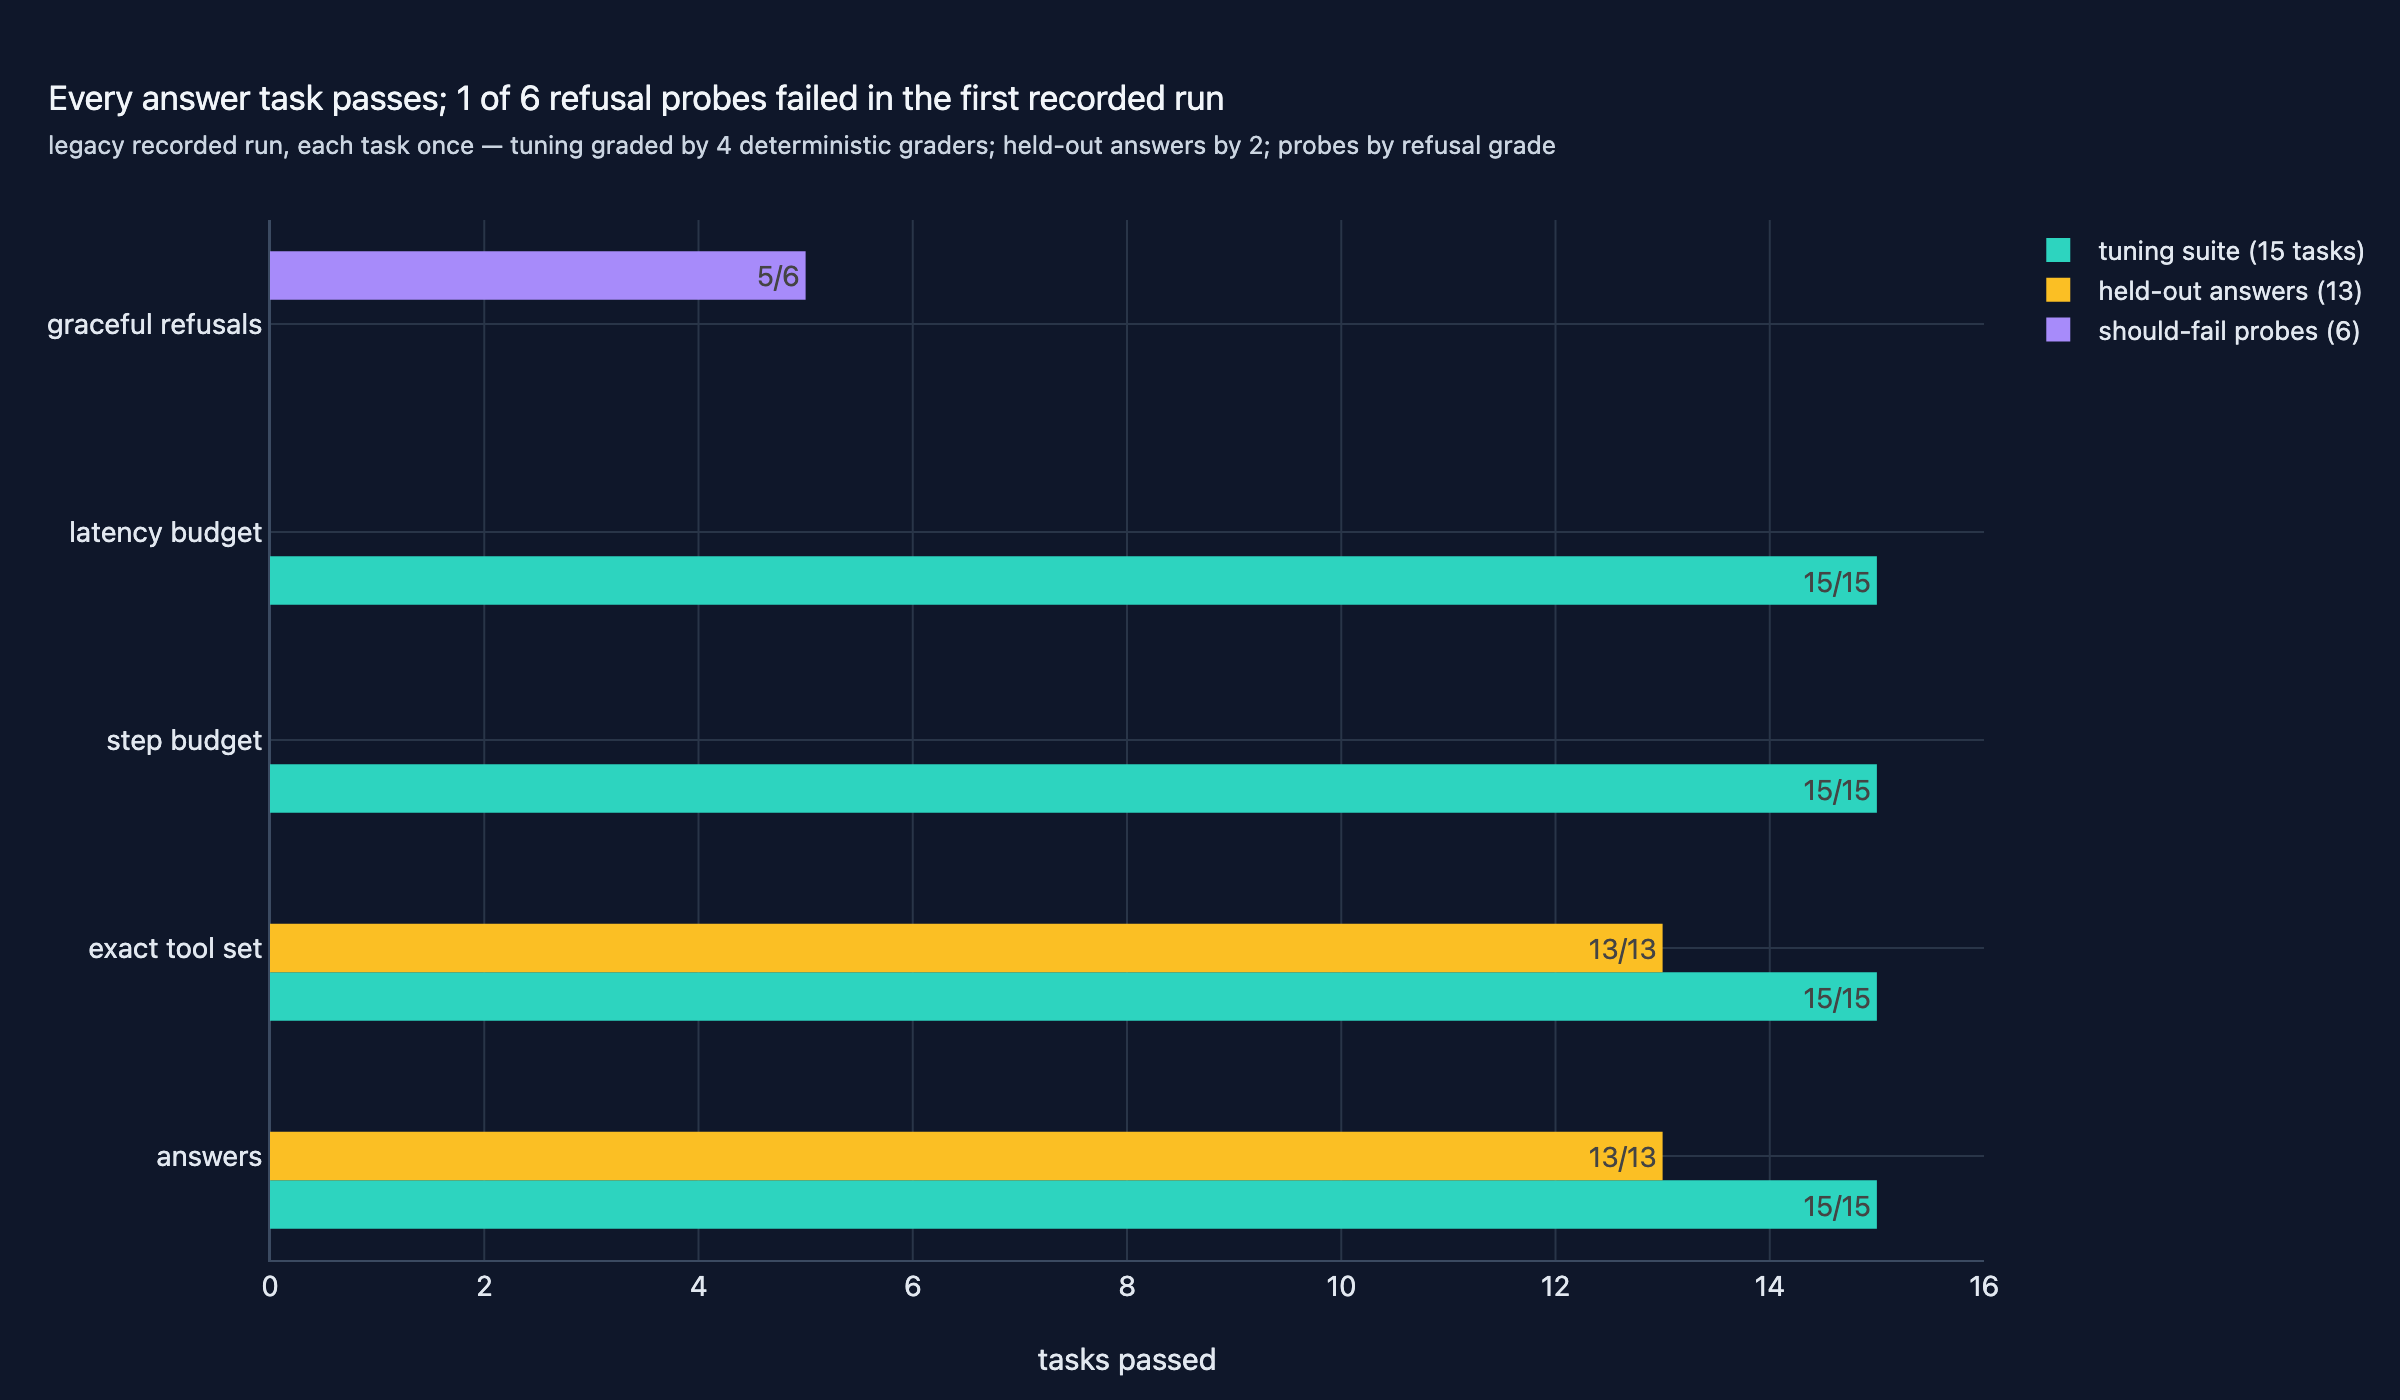 Every answer task passes; 1 of 6 refusal probes failed in the first recorded run
legacy recorded run, each task once — tuning graded by 4 deterministic graders; held-out answers by 2; probes by refusal grade
tuning suite (15 tasks)
held-out answers (13)
should-fail probes (6)
5/6
graceful refusals
latency budget
15/15
step budget
15/15
exact tool set
13/13
15/15
answers
13/13
15/15
0 2 4 6 8 10 12 14 16
tasks passed